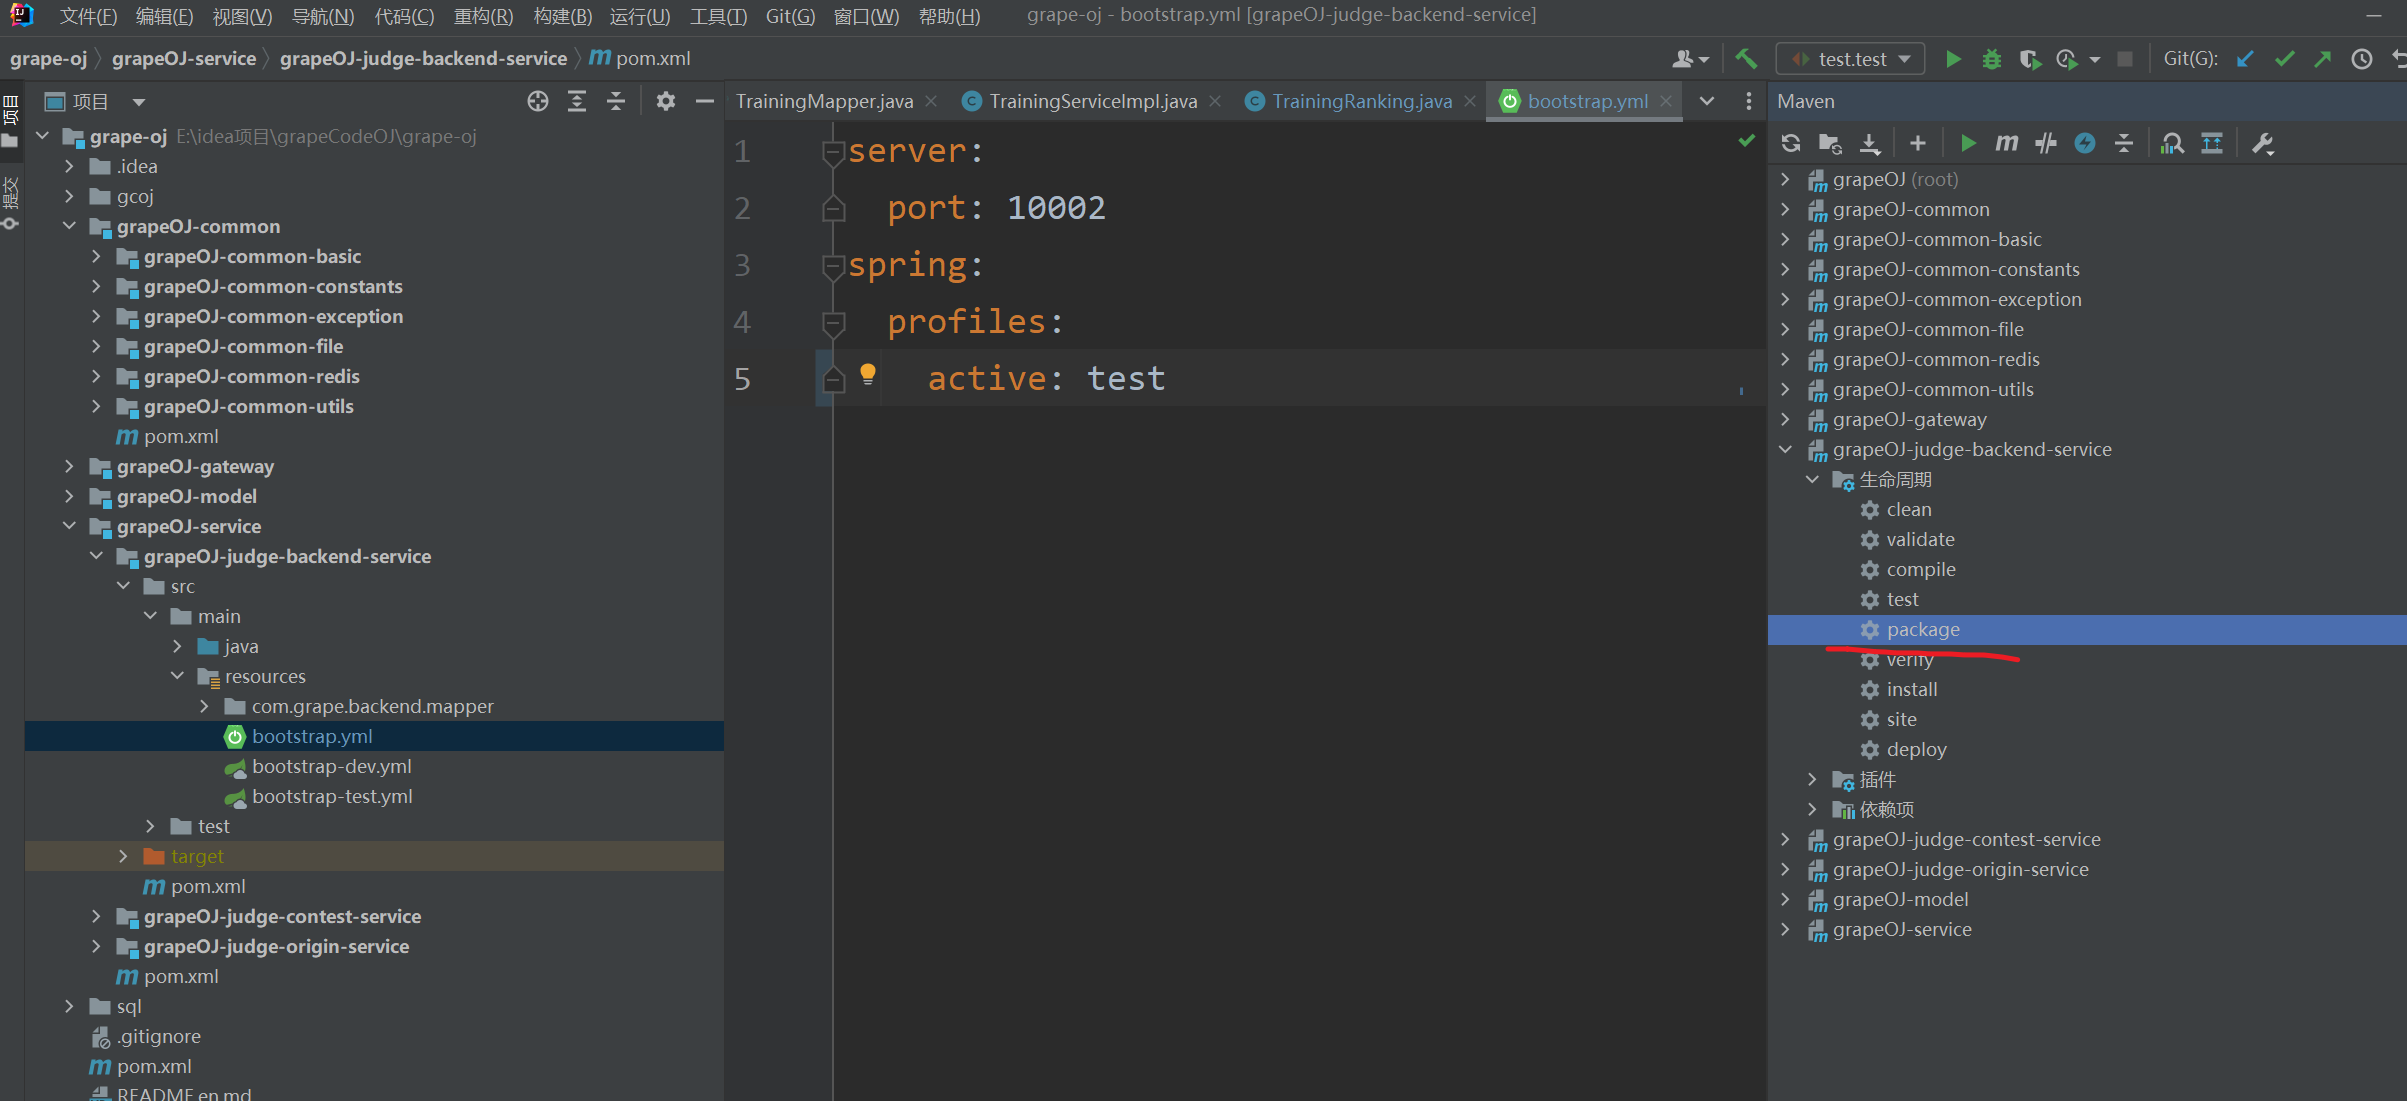 文件(F) 编辑(E) 视图(V) 导航(N) 代码(C) 重构(R) 构建(B) 运行(U) 工具(T) Git(G) 窗口(W) 帮助(H) grape-oj - bootstrap.yml [grapeOJ-judge-backend-service]
grape-oj grapeOJ-service grapeOJ-judge-backend-service m pom.xml test.test Git(G):
项目
提交
项目
grape-oj E:\idea项目\grapeCodeOJ\grape-oj
.idea
gcoj
grapeOJ-common
grapeOJ-common-basic
grapeOJ-common-constants
grapeOJ-common-exception
grapeOJ-common-file
grapeOJ-common-redis
grapeOJ-common-utils
m pom.xml
grapeOJ-gateway
grapeOJ-model
grapeOJ-service
grapeOJ-judge-backend-service
src
main
java
resources
com.grape.backend.mapper
bootstrap.yml
bootstrap-dev.yml
bootstrap-test.yml
test
target
m pom.xml
grapeOJ-judge-contest-service
grapeOJ-judge-origin-service
m pom.xml
sql
.gitignore
m pom.xml
README.en.md
TrainingMapper.java TrainingServiceImpl.java TrainingRanking.java bootstrap.yml
1 server:
2 port: 10002
3 spring:
4 profiles:
5 active: test
Maven
grapeOJ (root)
grapeOJ-common
grapeOJ-common-basic
grapeOJ-common-constants
grapeOJ-common-exception
grapeOJ-common-file
grapeOJ-common-redis
grapeOJ-common-utils
grapeOJ-gateway
grapeOJ-judge-backend-service
生命周期
clean
validate
compile
test
package
verify
install
site
deploy
插件
依赖项
grapeOJ-judge-contest-service
grapeOJ-judge-origin-service
grapeOJ-model
grapeOJ-service